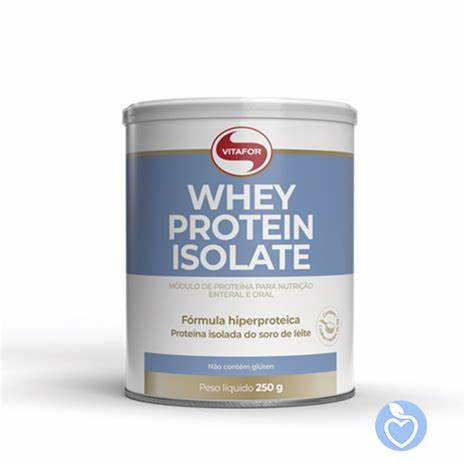 VITAFOR
WHEY
PROTEIN
ISOLATE
MÓDULO DE PROTEÍNA PARA NUTRIÇÃO
ENTERAL E ORAL
Fórmula hiperproteica
Proteína isolada do soro de leite
Não contém glúten
Peso líquido 250 g